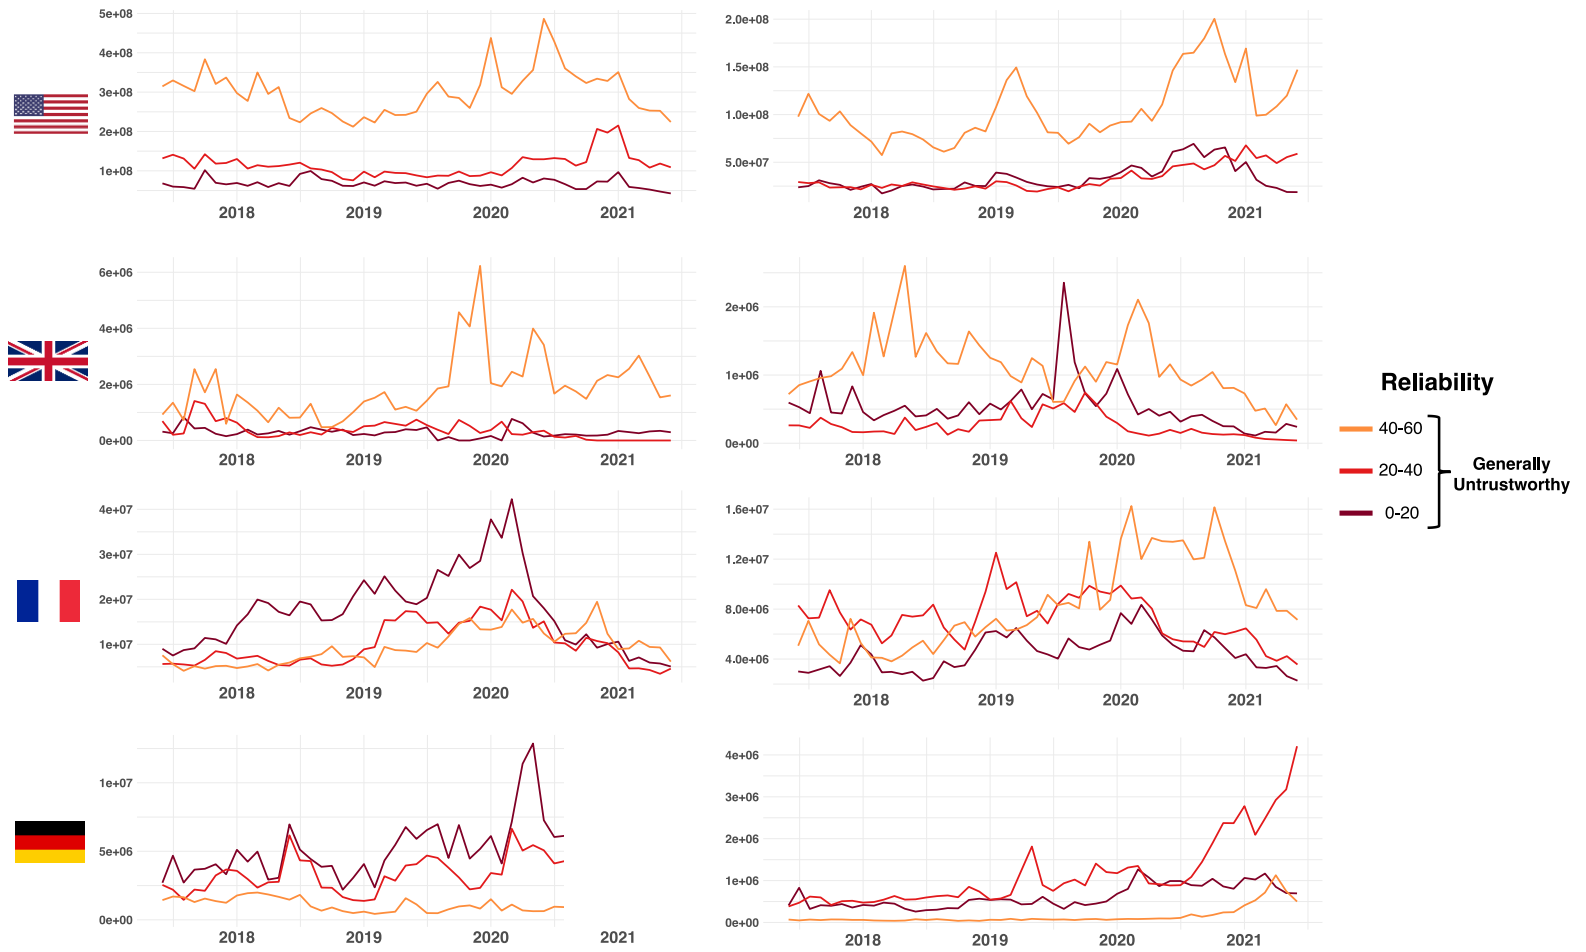 5e+08
4e+08
3e+08
2e+08
1e+08
2018 2019 2020 2021
2.0e+08
1.5e+08
1.0e+08
5.0e+07
2018 2019 2020 2021
6e+06
4e+06
2e+06
0e+00
2018 2019 2020 2021
2e+06
1e+06
0e+00
2018 2019 2020 2021
Reliability
40-60
20-40
0-20
Generally
Untrustworthy
4e+07
3e+07
2e+07
1e+07
2018 2019 2020 2021
1.6e+07
1.2e+07
8.0e+06
4.0e+06
2018 2019 2020 2021
1e+07
5e+06
0e+00
2018 2019 2020 2021
4e+06
3e+06
2e+06
1e+06
0e+00
2018 2019 2020 2021